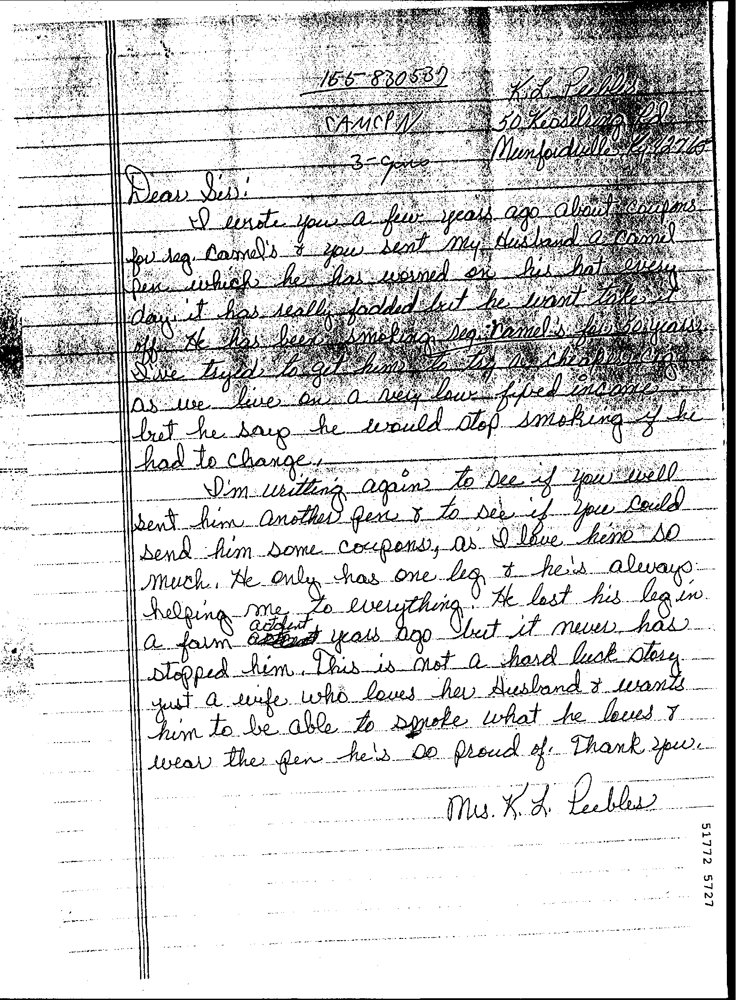 155-830537
K.L. Peebles
CAMCPN
50 Kesselring Rd
3-
Munfordville Ky 42765
Dear Sirs:
I wrote you a few years ago about coupons
for reg. Camel's & you sent my Husband a camel
pen which he has worned on his hat every
day. it has really fadded but he want take it
off. He has been smoking reg. Camel's for 50 years.
I've tryed to get him to try a cheaper cig
as we live on a very low fixed income
but he says he would stop smoking if he
had to change.
I'm writting again to see if you well
sent him another pen & to see if you could
send him some coupons, as I love him so
much. He only has one leg & he's always
helping me to everything. He lost his leg in
a farm actident years ago but it never has
stopped him. This is not a hard luck story
just a wife who loves her Husband & wants
him to be able to smoke what he loves &
wear the pen he's so proud of. Thank you.
Mrs. K. L. Peebles
51772 5727